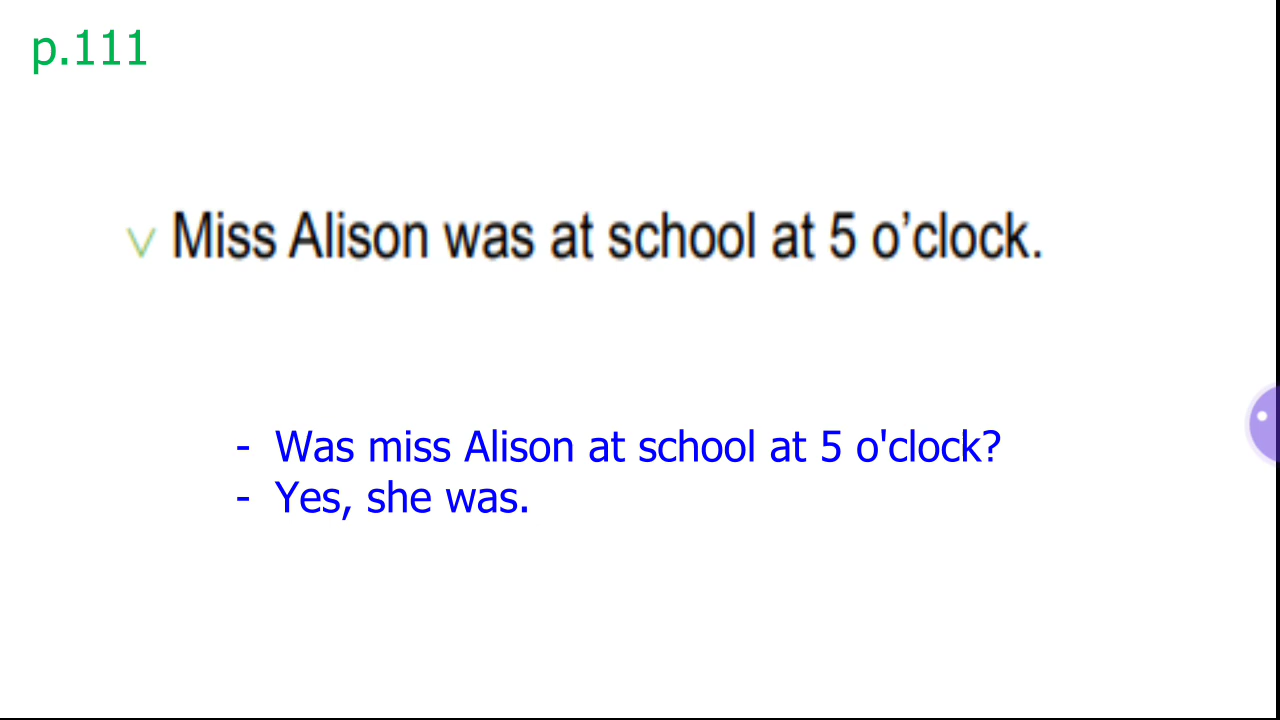 p.111
v Miss Alison was at school at 5 o’clock.
- Was miss Alison at school at 5 o'clock?
- Yes, she was.